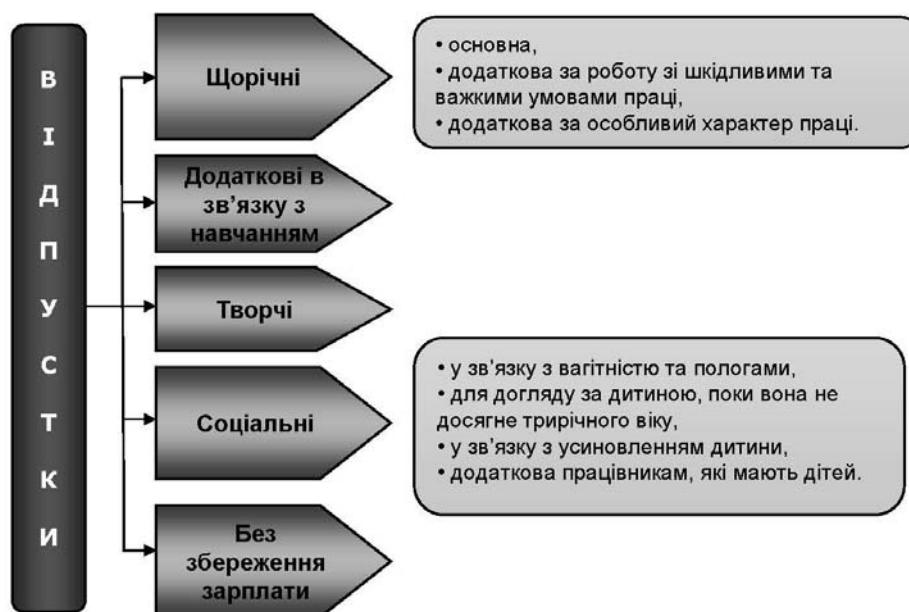 ВІДПУСТКИ
Щорічні
• основна,
• додаткова за роботу зі шкідливими та
важкими умовами праці,
• додаткова за особливий характер праці.
Додаткові в
зв’язку з
навчанням
Творчі
Соціальні
• у зв’язку з вагітністю та пологами,
• для догляду за дитиною, поки вона не
досягне трирічного віку,
• у зв’язку з усиновленням дитини,
• додаткова працівникам, які мають дітей.
Без
збереження
зарплати